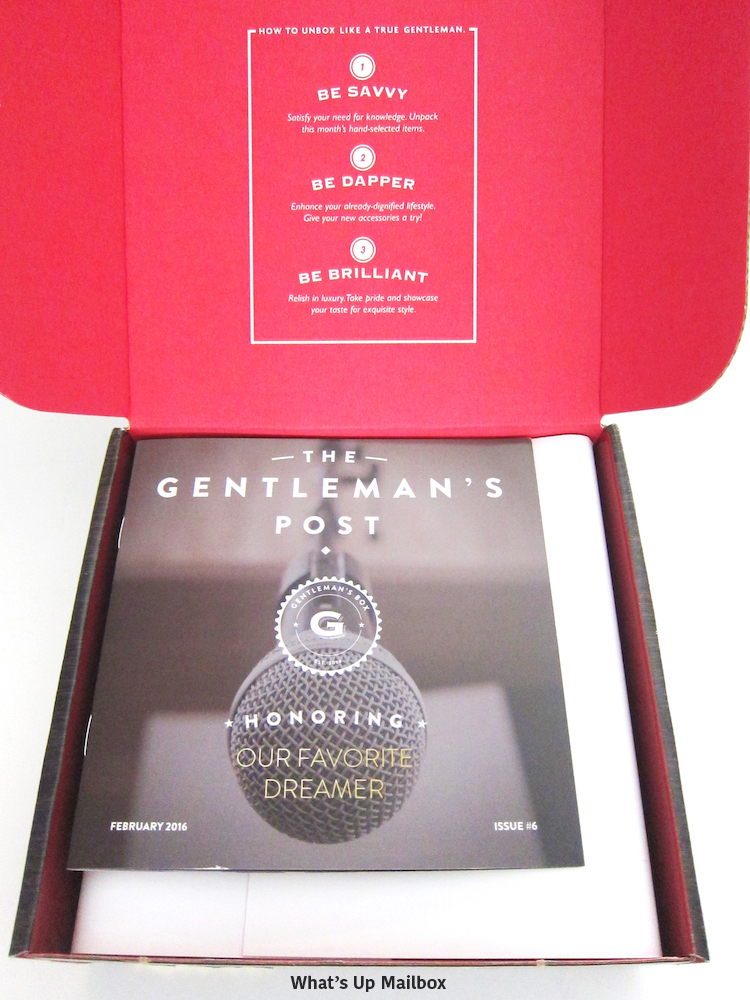 HOW TO UNBOX LIKE A TRUE GENTLEMAN.
1
BE SAVVY
Satisfy your need for knowledge. Unpack
this month's hand-selected items.
2
BE DAPPER
Enhance your already-dignified lifestyle.
Give your new accessories a try!
3
BE BRILLIANT
Relish in luxury. Take pride and showcase
your taste for exquisite style.
THE
GENTLEMAN'S
POST
GENTLEMAN'S BOX
G
HONORING
OUR FAVORITE
DREAMER
FEBRUARY 2016
ISSUE #6
What's Up Mailbox